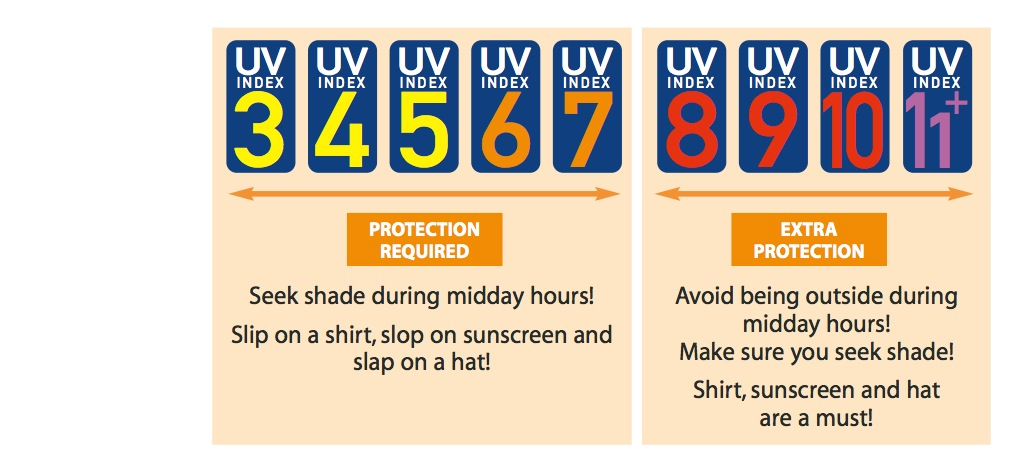 UV UV UV UV UV
INDEX INDEX INDEX INDEX INDEX
3 4 5 6 7
PROTECTION
REQUIRED
Seek shade during midday hours!
Slip on a shirt, slop on sunscreen and
slap on a hat!
UV UV UV UV
INDEX INDEX INDEX INDEX
8 9 10 11+
EXTRA
PROTECTION
Avoid being outside during
midday hours!
Make sure you seek shade!
Shirt, sunscreen and hat
are a must!